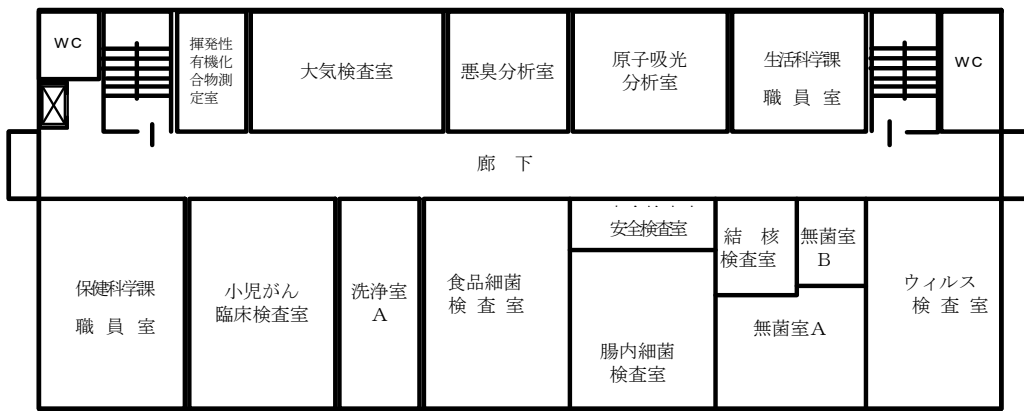 WC
揮発性
有機化
合物測
定室
大気検査室
悪臭分析室
原子吸光
分析室
生活科学課
職 員 室
WC
廊 下
保健科学課
職 員 室
小児がん
臨床検査室
洗浄室
A
食品細菌
検 査 室
安全検査室
腸内細菌
検査室
結 核
検査室
無菌室
B
無菌室A
ウィルス
検 査 室